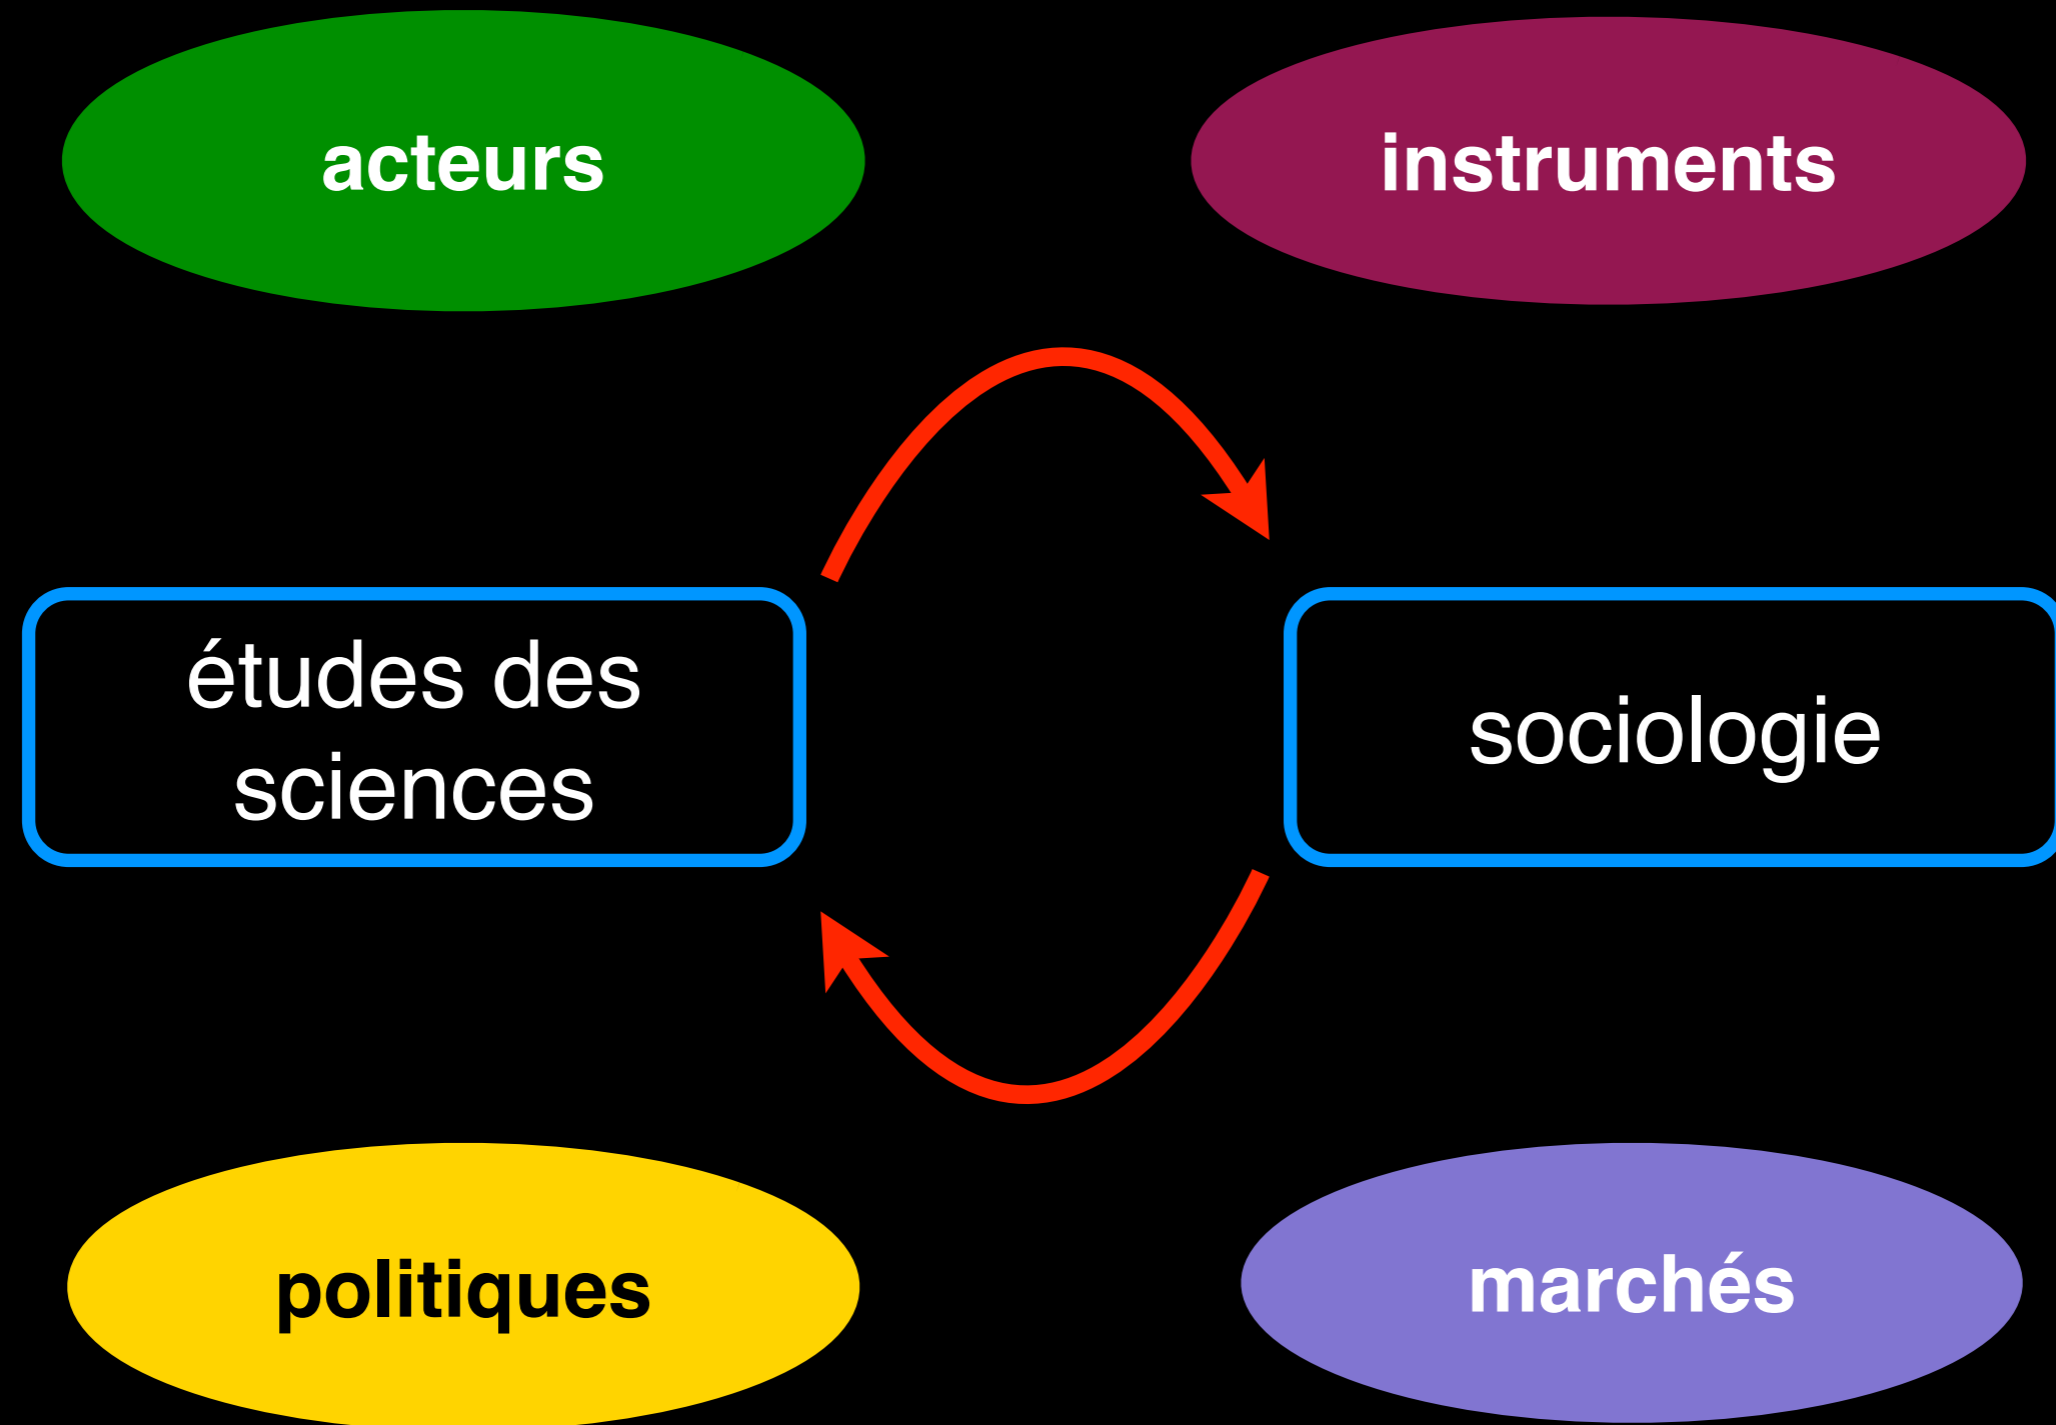 acteurs
instruments
études des
sciences
sociologie
politiques
marchés